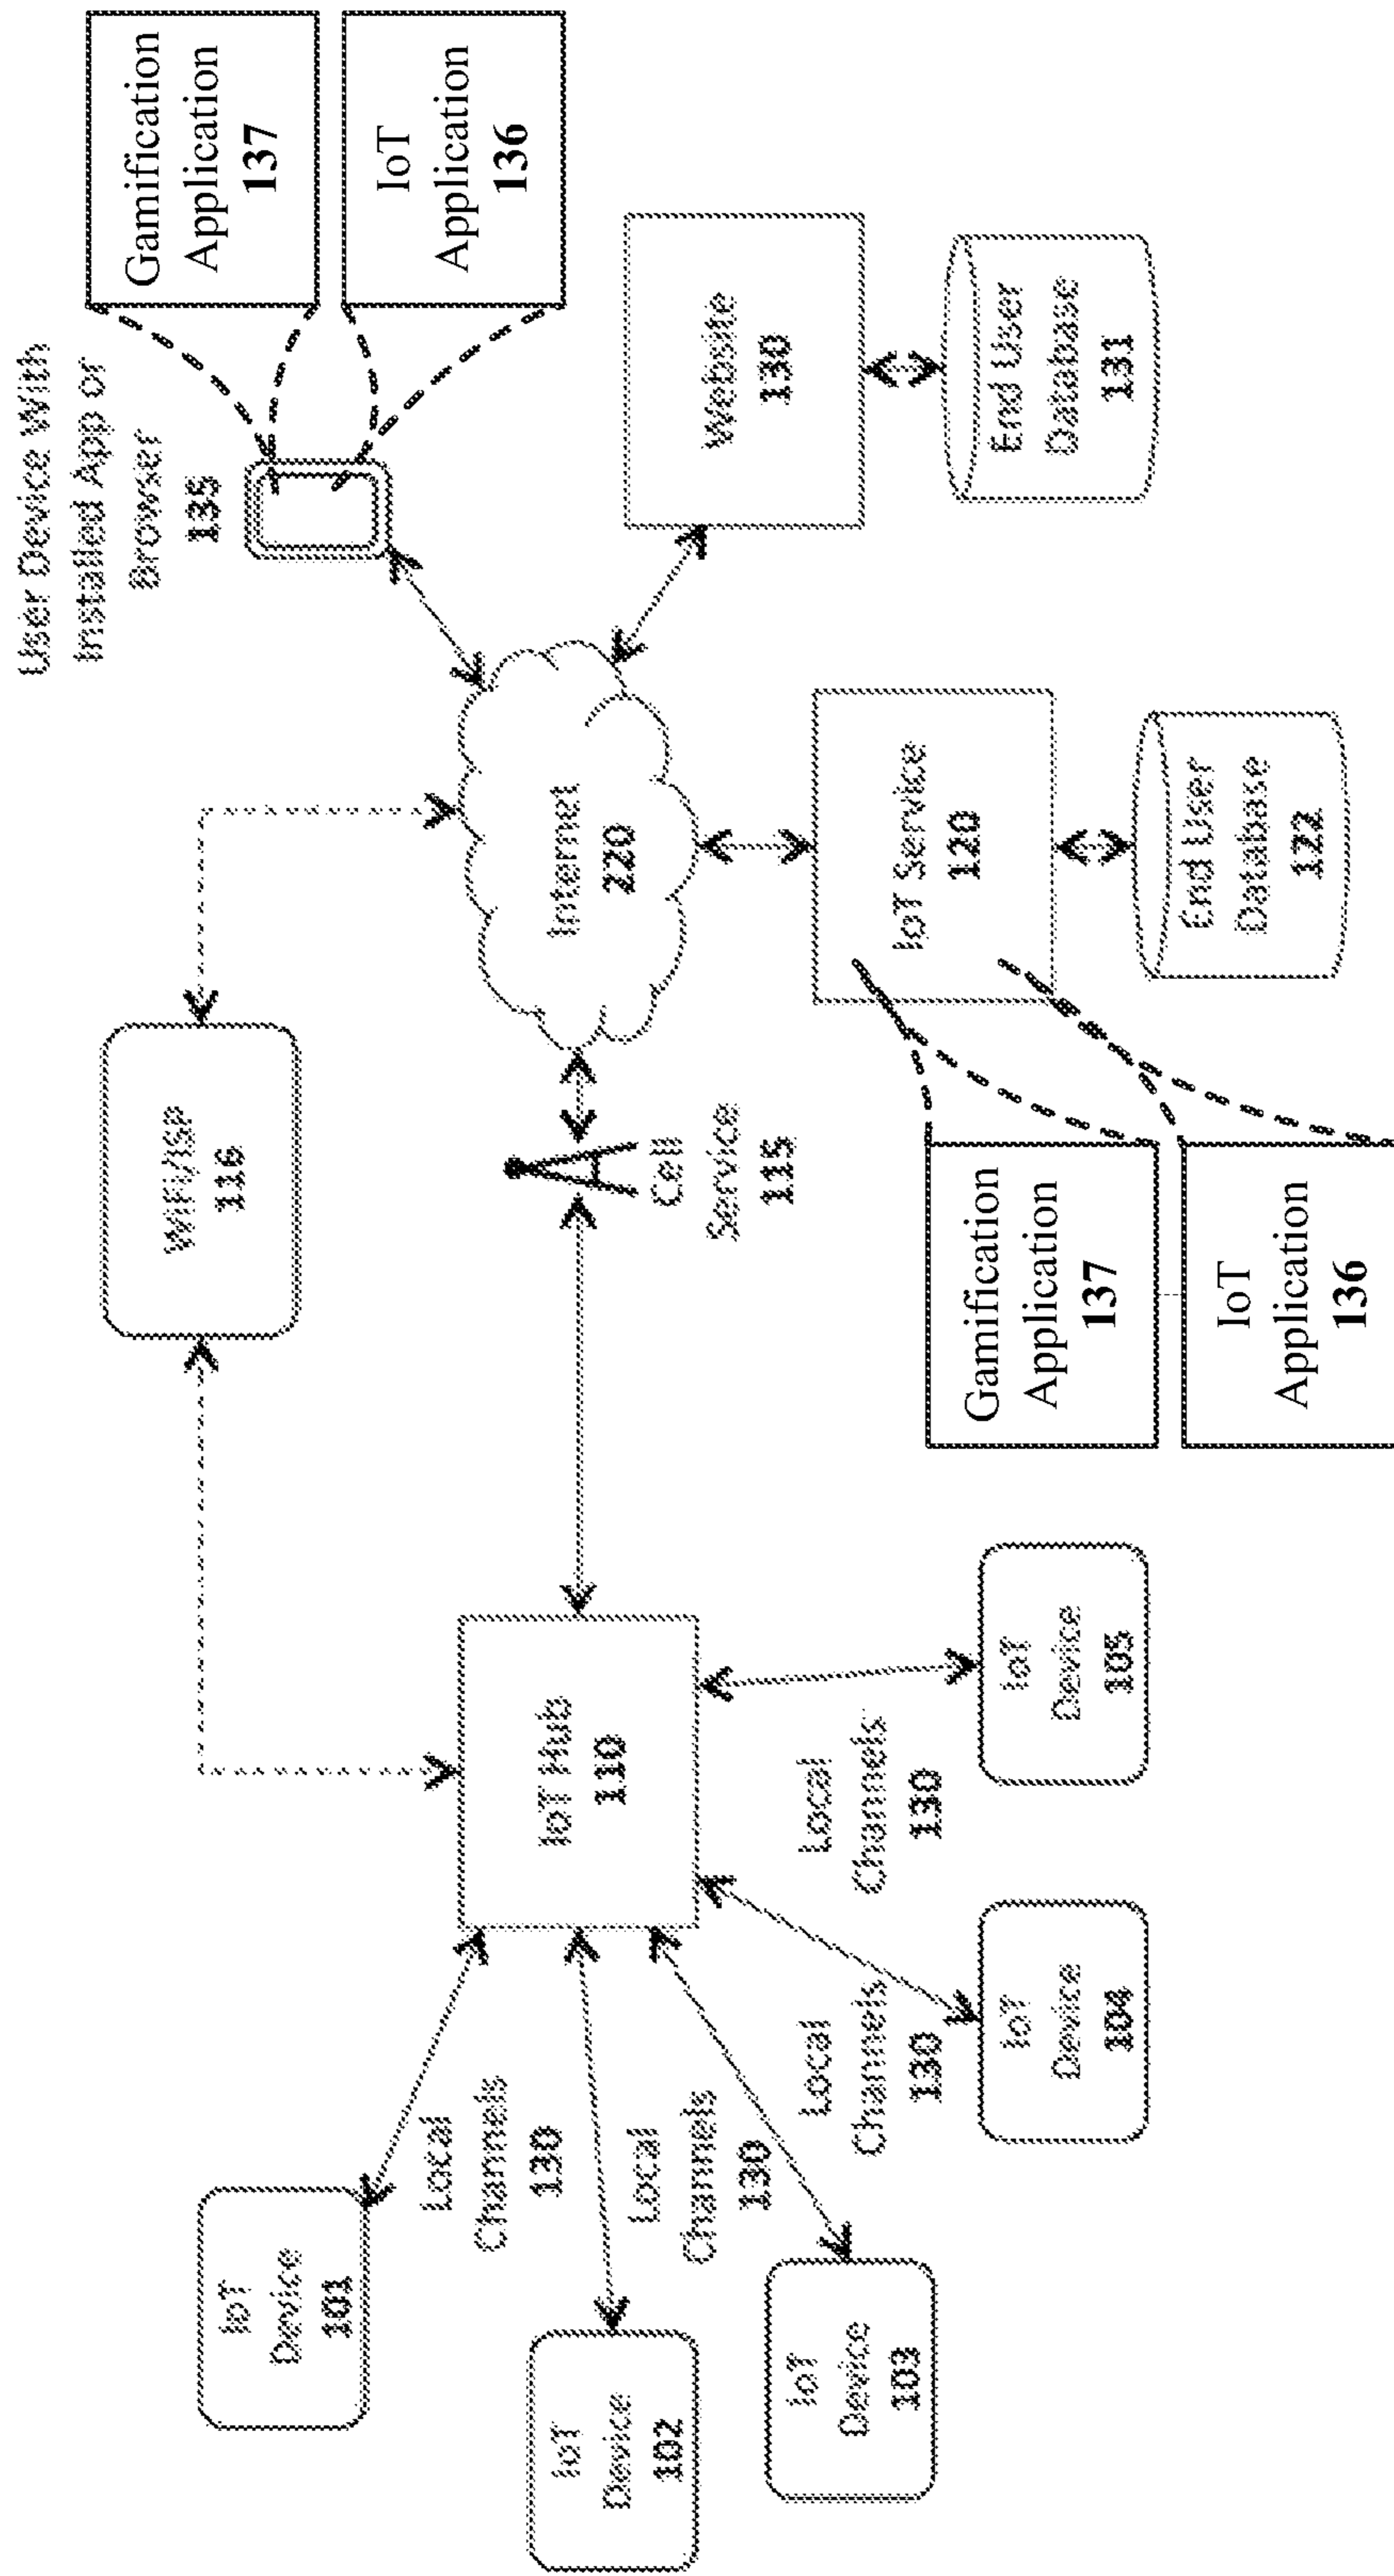 User Device With
Installed App or
Browser
135
Gamification
Application
137
IoT
Application
136
WiFi/ISP
116
Internet
220
Website
130
End User
Database
131
Cell
Service
115
IoT Service
120
End User
Database
122
Gamification
Application
137
IoT
Application
136
IoT Hub
110
IoT
Device
101
Local
Channels
130
IoT
Device
102
Local
Channels
130
IoT
Device
103
Local
Channels
130
IoT
Device
104
Local
Channels
130
IoT
Device
105